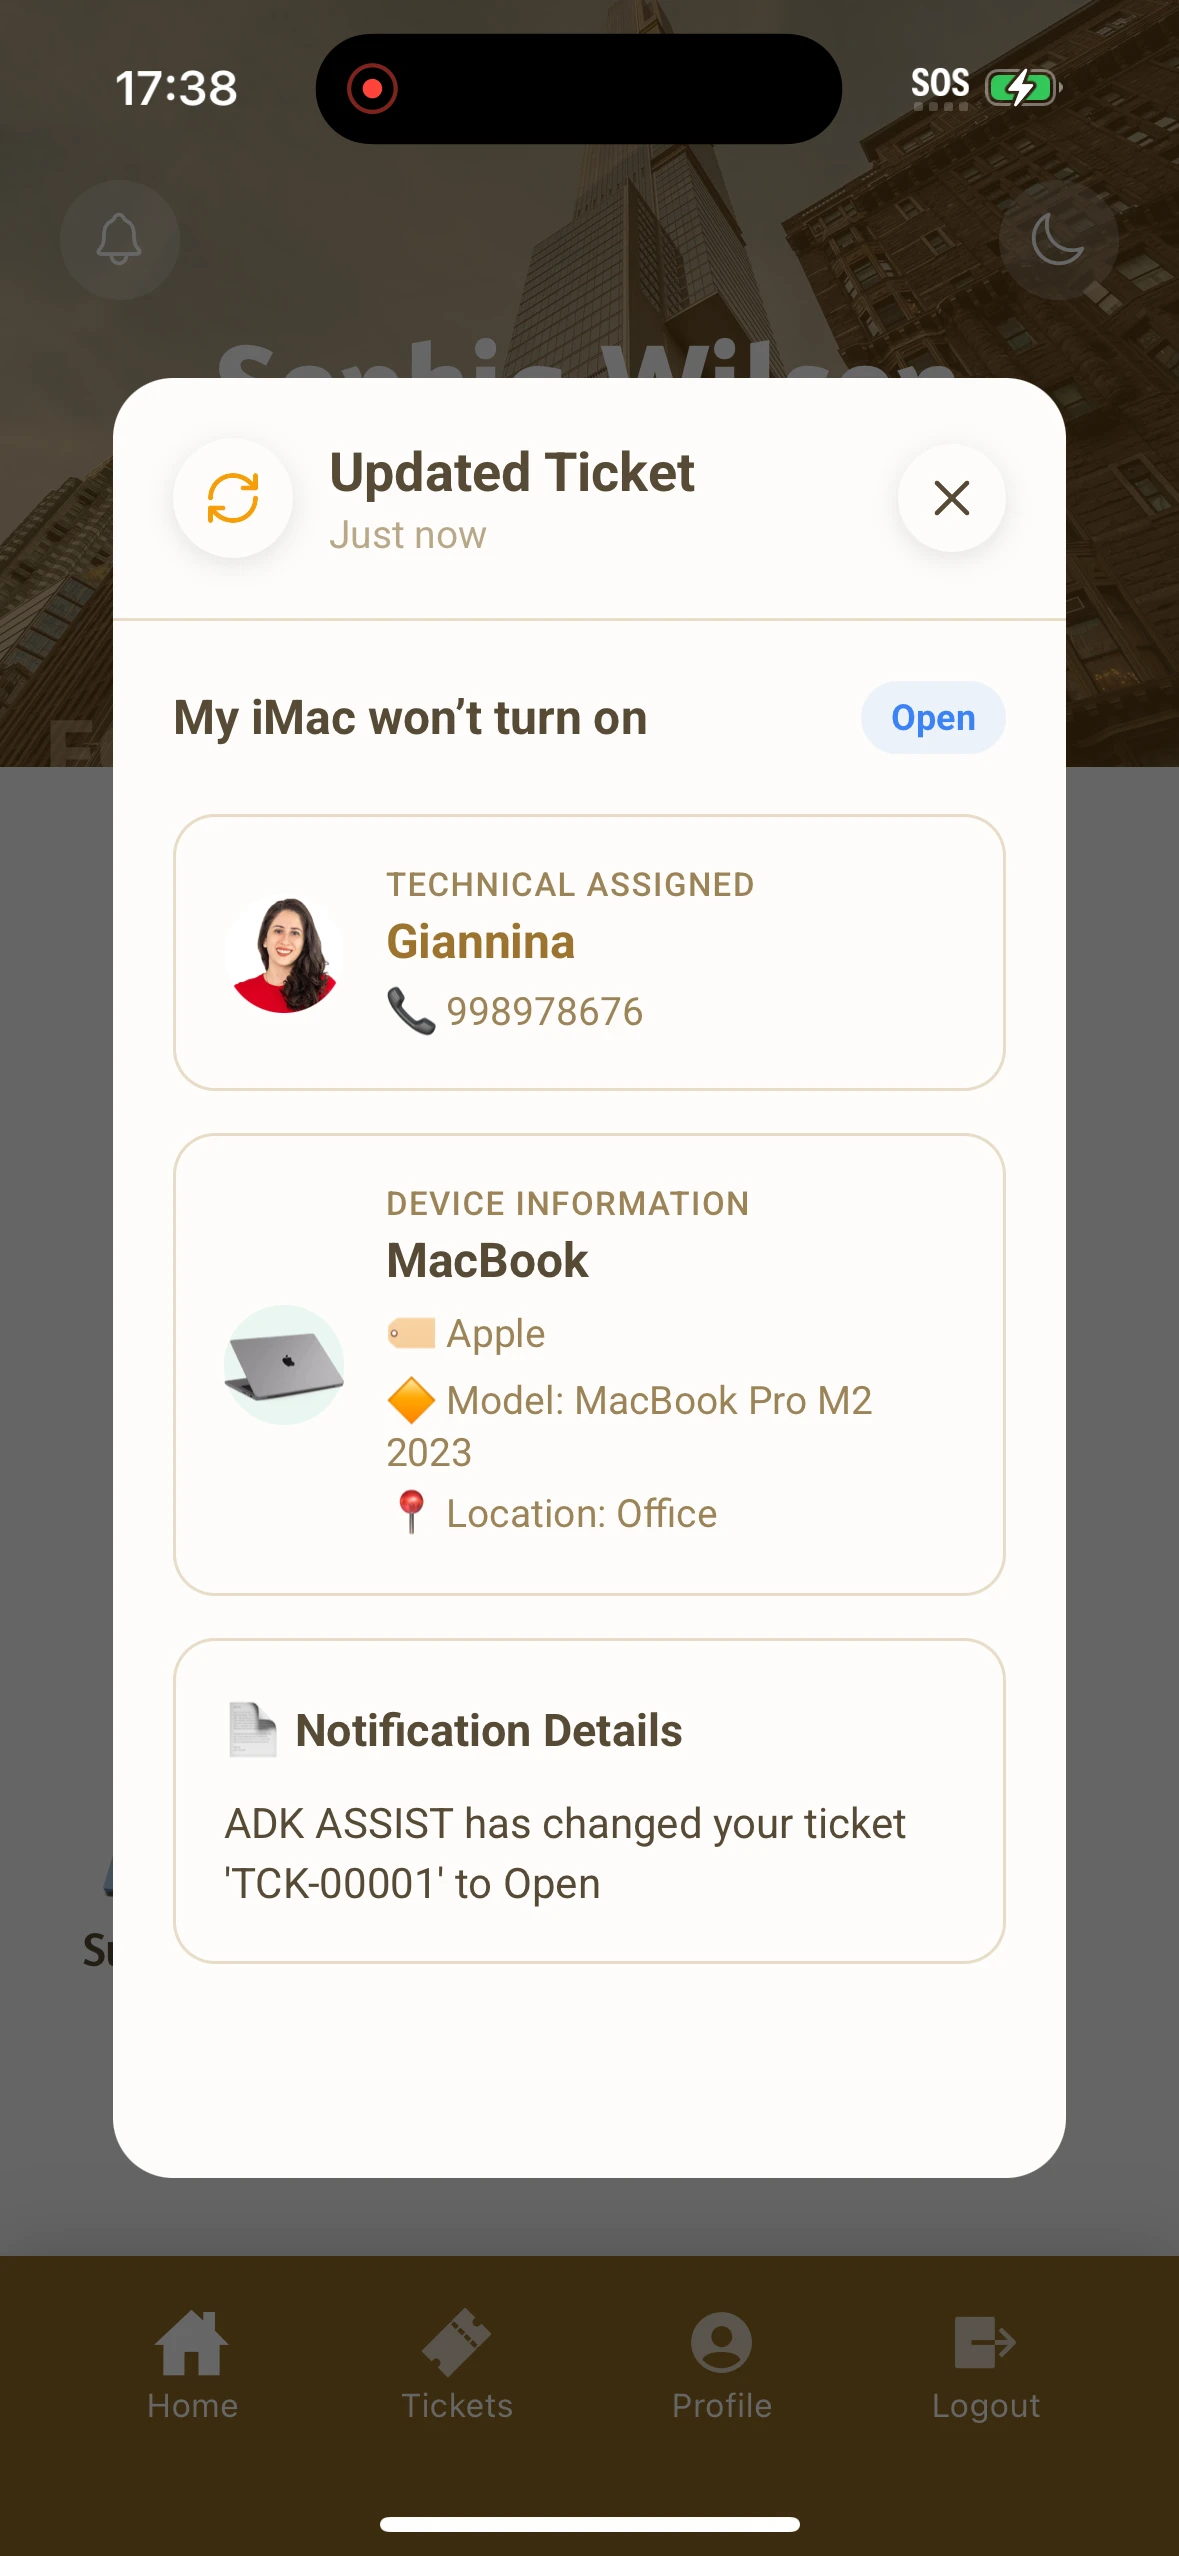 17:38
SOS
Sophia Wilson
Updated Ticket
Just now
My iMac won’t turn on
Open
TECHNICAL ASSIGNED
Giannina
998978676
DEVICE INFORMATION
MacBook
Apple
Model: MacBook Pro M2
2023
Location: Office
Notification Details
ADK ASSIST has changed your ticket
'TCK-00001' to Open
Home
Tickets
Profile
Logout